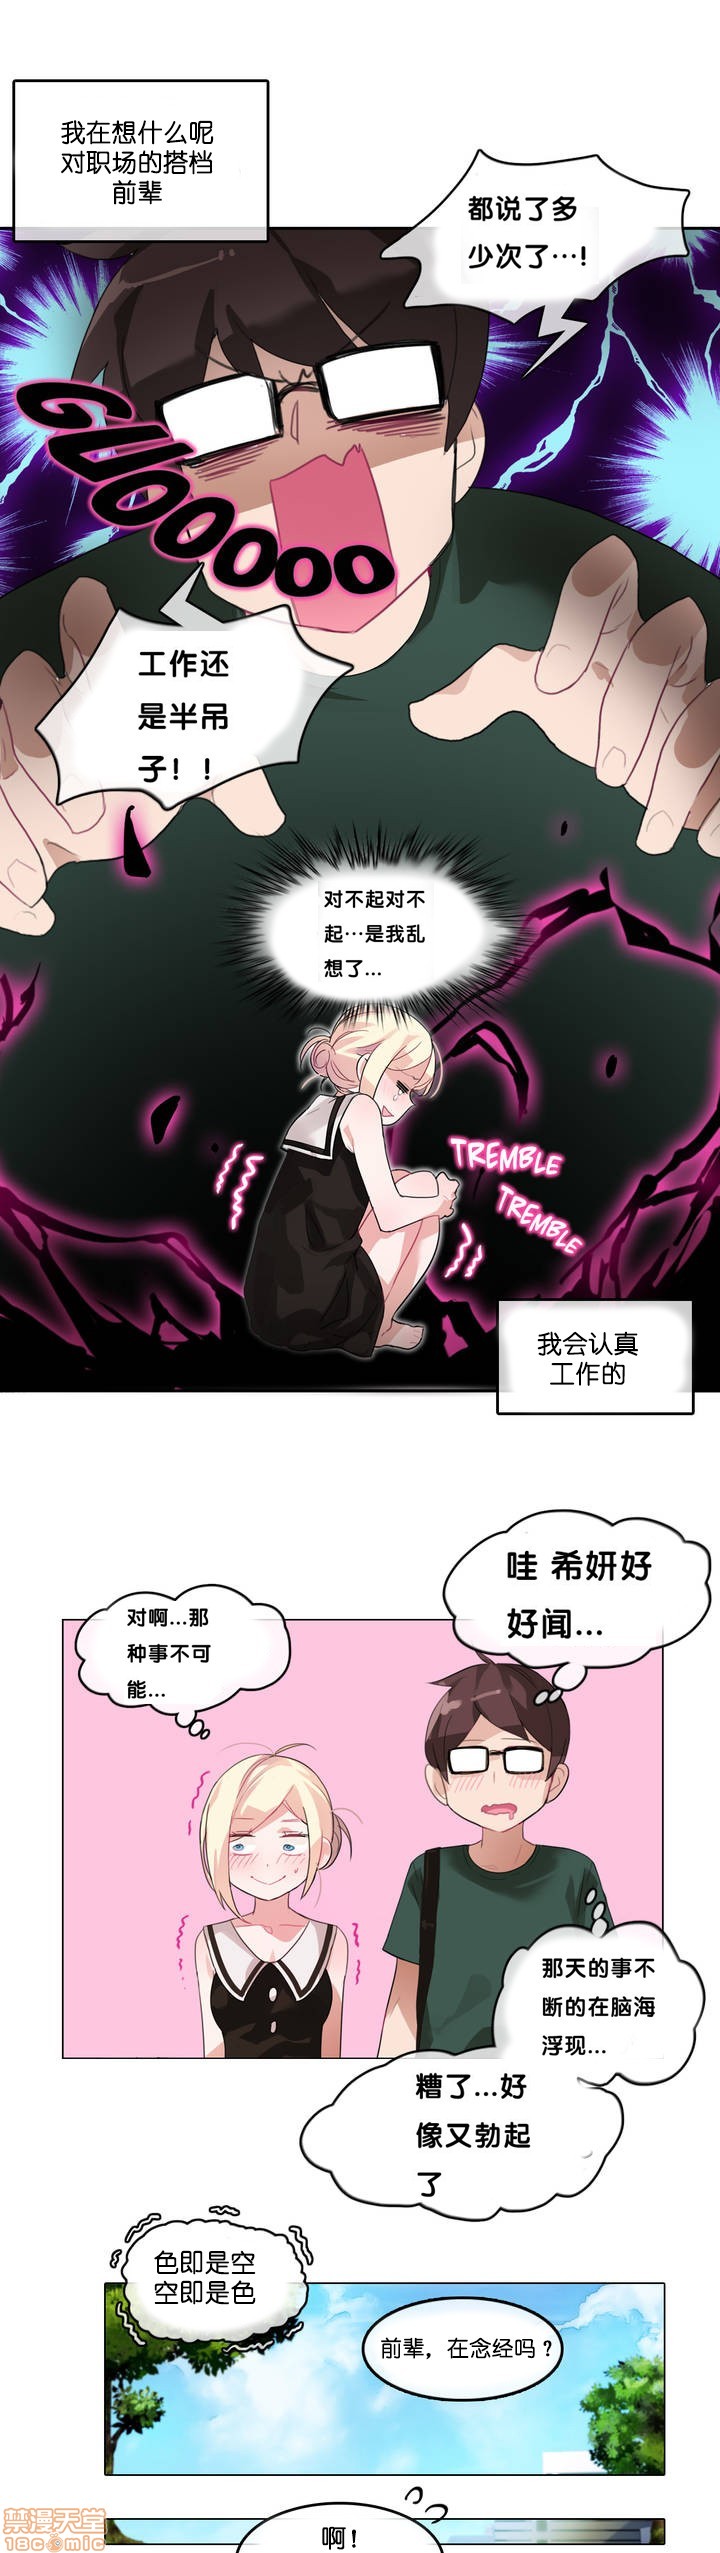 我在想什么呢
对职场的搭档
前辈
都说了多
少次了…!
GUOOOOO
工作还
是半吊
子！！
对不起对不
起…是我乱
想了...
TREMBLE
TREMBLE
我会认真
工作的
哇 希妍好
好闻...
对啊...那
种事不可
能...
那天的事不
断的在脑海
浮现...
糟了...好
像又勃起
了
色即是空
空即是色
前辈，在念经吗？
啊！
禁漫天堂
18comic